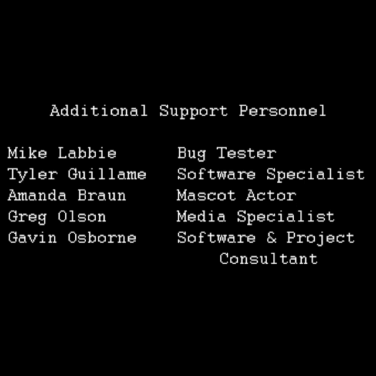 Additional Support Personnel
Mike Labbie Bug Tester
Tyler Guillame Software Specialist
Amanda Braun Mascot Actor
Greg Olson Media Specialist
Gavin Osborne Software & Project
Consultant